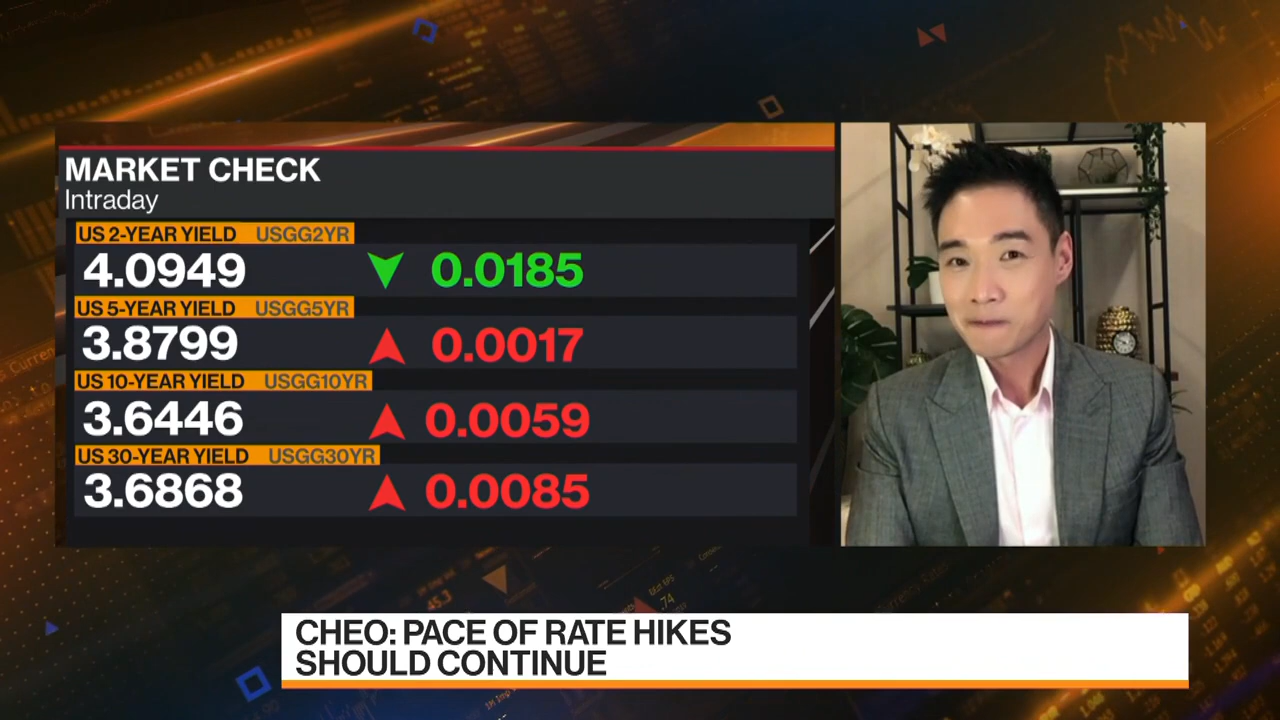 MARKET CHECK
Intraday
US 2-YEAR YIELD USGG2YR
4.0949 0.0185
US 5-YEAR YIELD USGG5YR
3.8799 0.0017
US 10-YEAR YIELD USGG10YR
3.6446 0.0059
US 30-YEAR YIELD USGG30YR
3.6868 0.0085
CHEO: PACE OF RATE HIKES
SHOULD CONTINUE